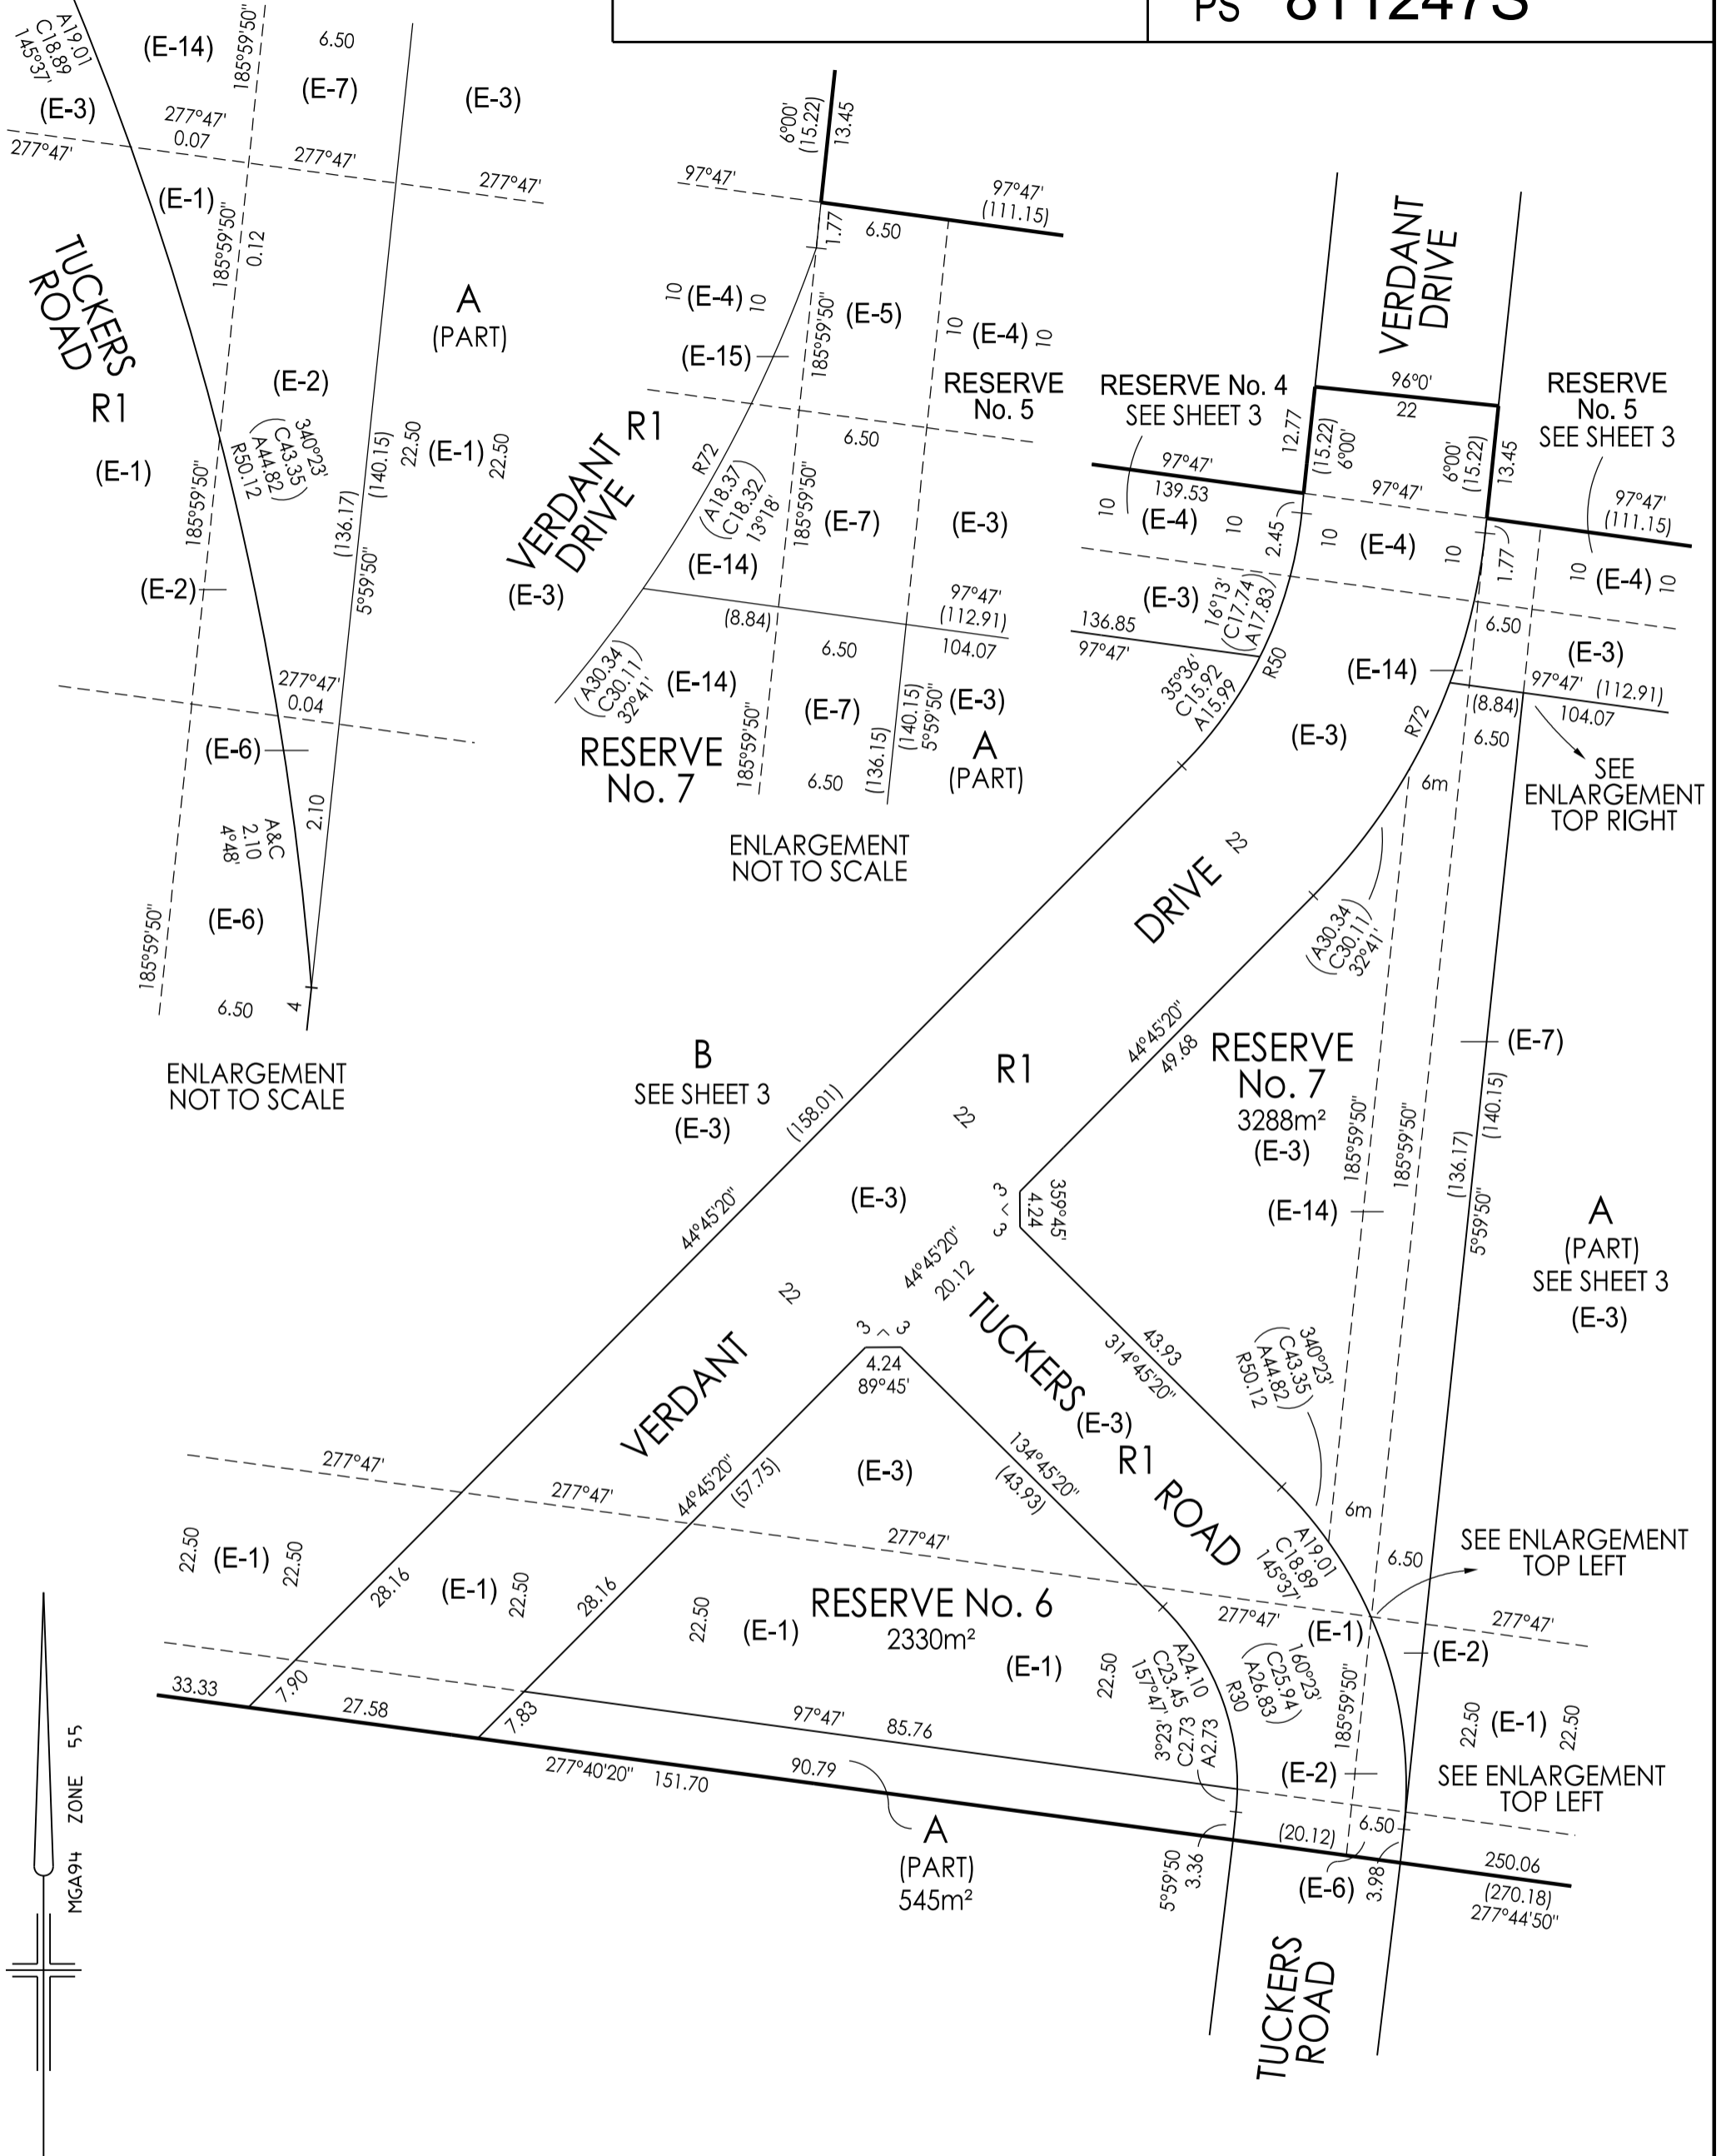 PS 811247S
A19.01
C18.89
145°37'
(E-14)
185°59'50"
6.50
(E-7)
(E-3)
(E-3)
277°47'
277°47'
0.07
277°47'
277°47'
(E-1)
185°59'50"
0.12
TUCKERS
ROAD
R1
A
(PART)
(E-2)
340°23'
(C43.35)
(A44.82)
R50.12
(E-1)
185°59'50"
(136.17)
(140.15)
22.50
(E-1)
22.50
(E-2)
5°59'50"
277°47'
0.04
(E-6)
2.10
A&C
2.10
4°48'
(E-6)
185°59'50"
6.50
4
ENLARGEMENT
NOT TO SCALE
6°00'
(15.22)
13.45
97°47'
97°47'
(111.15)
1.77
6.50
10
(E-4)
10
(E-5)
185°59'50"
10
(E-4)
10
(E-15)
RESERVE
No. 5
R1
6.50
R72
VERDANT
DRIVE
(A18.37)
(C18.32)
13°18'
185°59'50"
(E-7)
(E-3)
(E-14)
(E-3)
97°47'
(112.91)
(8.84)
6.50
104.07
(A30.34)
(C30.11)
32°41'
(E-14)
(E-7)
(140.15)
5°59'50"
(E-3)
RESERVE
No. 7
185°59'50"
6.50
(136.15)
A
(PART)
ENLARGEMENT
NOT TO SCALE
VERDANT
DRIVE
RESERVE No. 4
SEE SHEET 3
96°0'
22
RESERVE
No. 5
SEE SHEET 3
12.77
(15.22)
6°00'
6°00'
(15.22)
13.45
97°47'
139.53
97°47'
97°47'
(111.15)
10
(E-4)
10
2.45
10
(E-4)
10
1.77
10
(E-4)
10
(E-3)
16°13'
(C17.74)
(A17.83)
136.85
97°47'
R50
35°36'
C15.92
A15.99
6.50
(E-14)
(E-3)
97°47'
(112.91)
(8.84)
104.07
R72
(E-3)
6.50
6m
SEE
ENLARGEMENT
TOP RIGHT
22
DRIVE
(A30.34)
(C30.11)
32°41'
44°45'20"
49.68
RESERVE
No. 7
3288m²
(E-3)
(E-7)
B
SEE SHEET 3
(E-3)
(158.01)
R1
22
185°59'50"
185°59'50"
(136.17)
(140.15)
5°59'50"
(E-14)
44°45'20"
(E-3)
3
3
4.24
359°45'
A
(PART)
SEE SHEET 3
(E-3)
44°45'20"
20.12
22
TUCKERS
3
3
4.24
89°45'
43.93
314°45'20"
340°23'
(C43.35)
(A44.82)
R50.12
VERDANT
(E-3)
R1
ROAD
277°47'
277°47'
44°45'20"
(57.75)
(E-3)
134°45'20"
(43.93)
277°47'
6m
A19.01
C18.89
145°37'
6.50
SEE ENLARGEMENT
TOP LEFT
22.50
(E-1)
22.50
28.16
(E-1)
22.50
28.16
22.50
(E-1)
RESERVE No. 6
2330m²
(E-1)
22.50
277°47'
(E-1)
277°47'
(E-2)
A24.10
C23.45
157°47'
160°23'
(C25.94)
(A26.83)
R30
185°59'50"
3°23'
C2.73
A2.73
22.50
(E-1)
22.50
33.33
7.90
27.58
7.83
97°47'
85.76
277°40'20"
151.70
90.79
(E-2)
SEE ENLARGEMENT
TOP LEFT
A
(PART)
545m²
5°59'50
3.36
(20.12)
6.50
(E-6)
3.98
250.06
(270.18)
277°44'50"
TUCKERS
ROAD
MGA94 ZONE 55